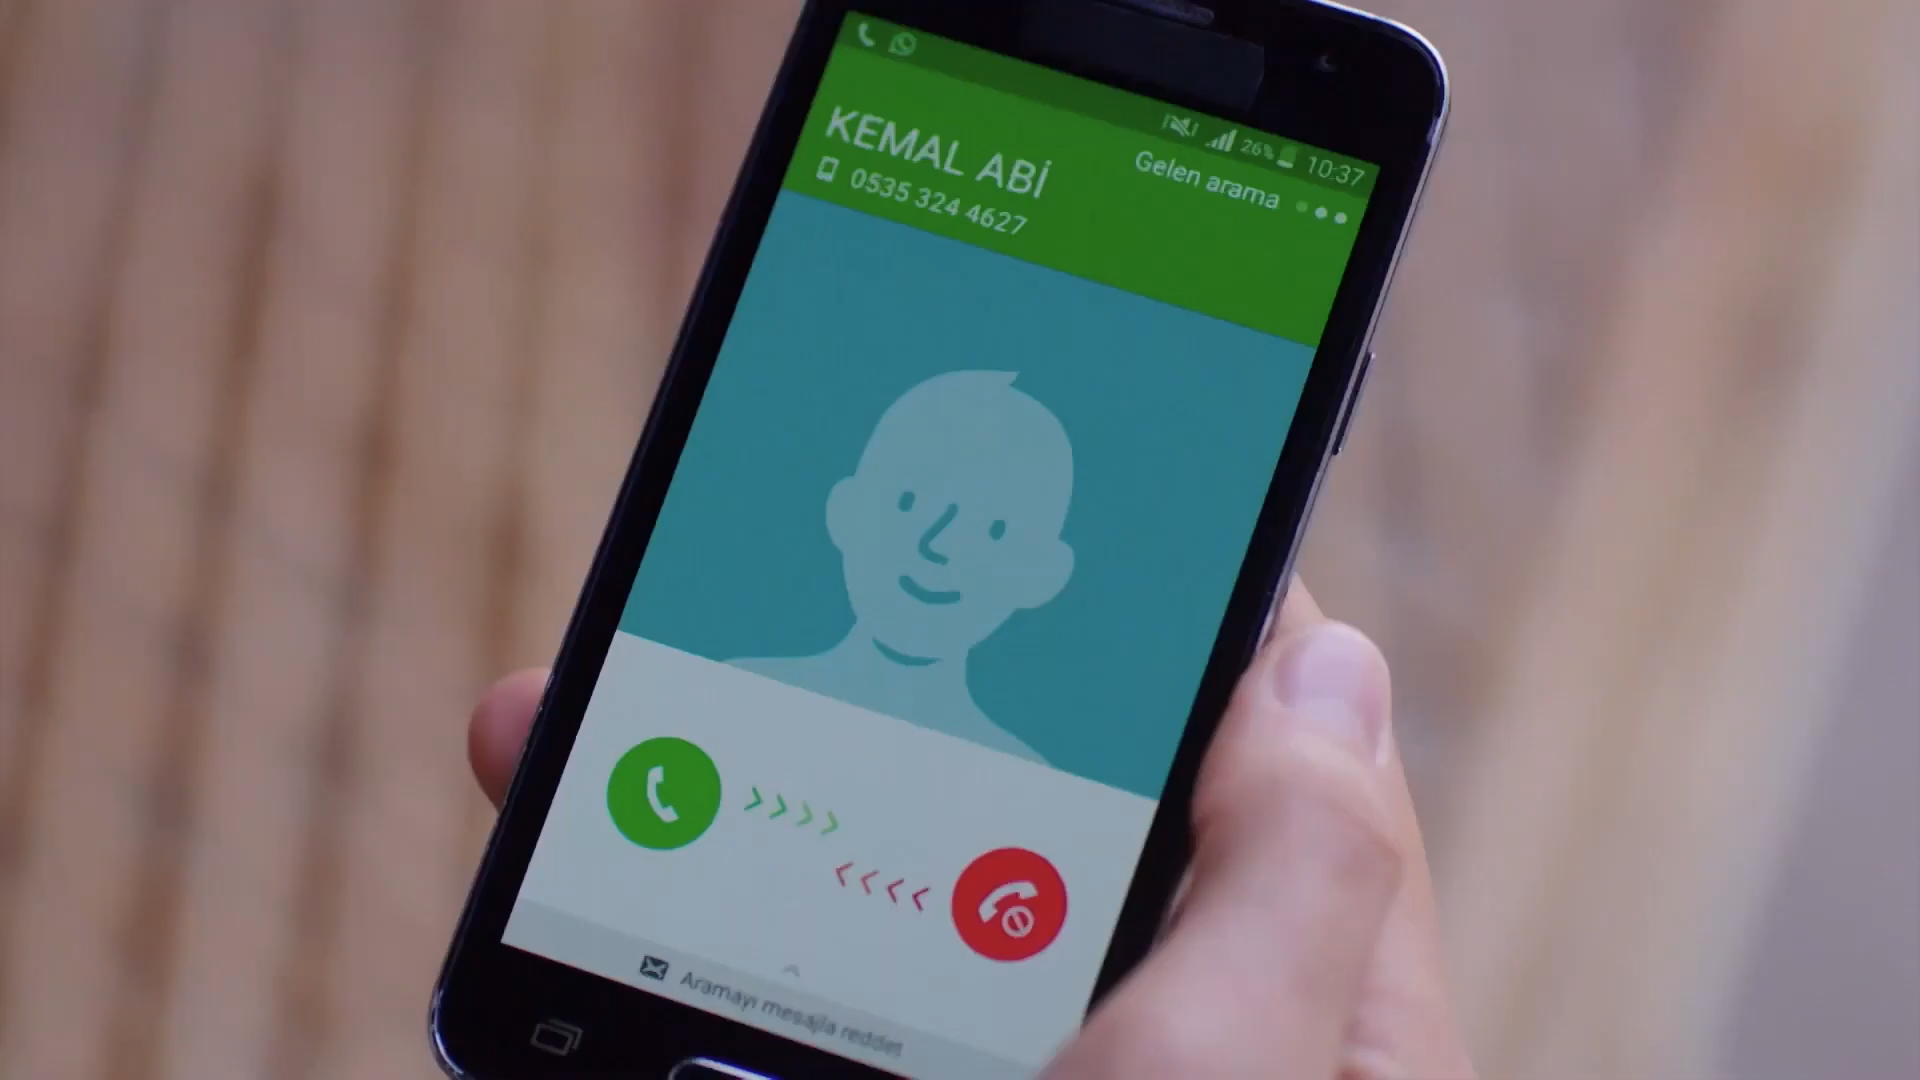 26% 10:37
KEMAL ABİ
Gelen arama
0535 324 4627
Aramayı mesajla reddet